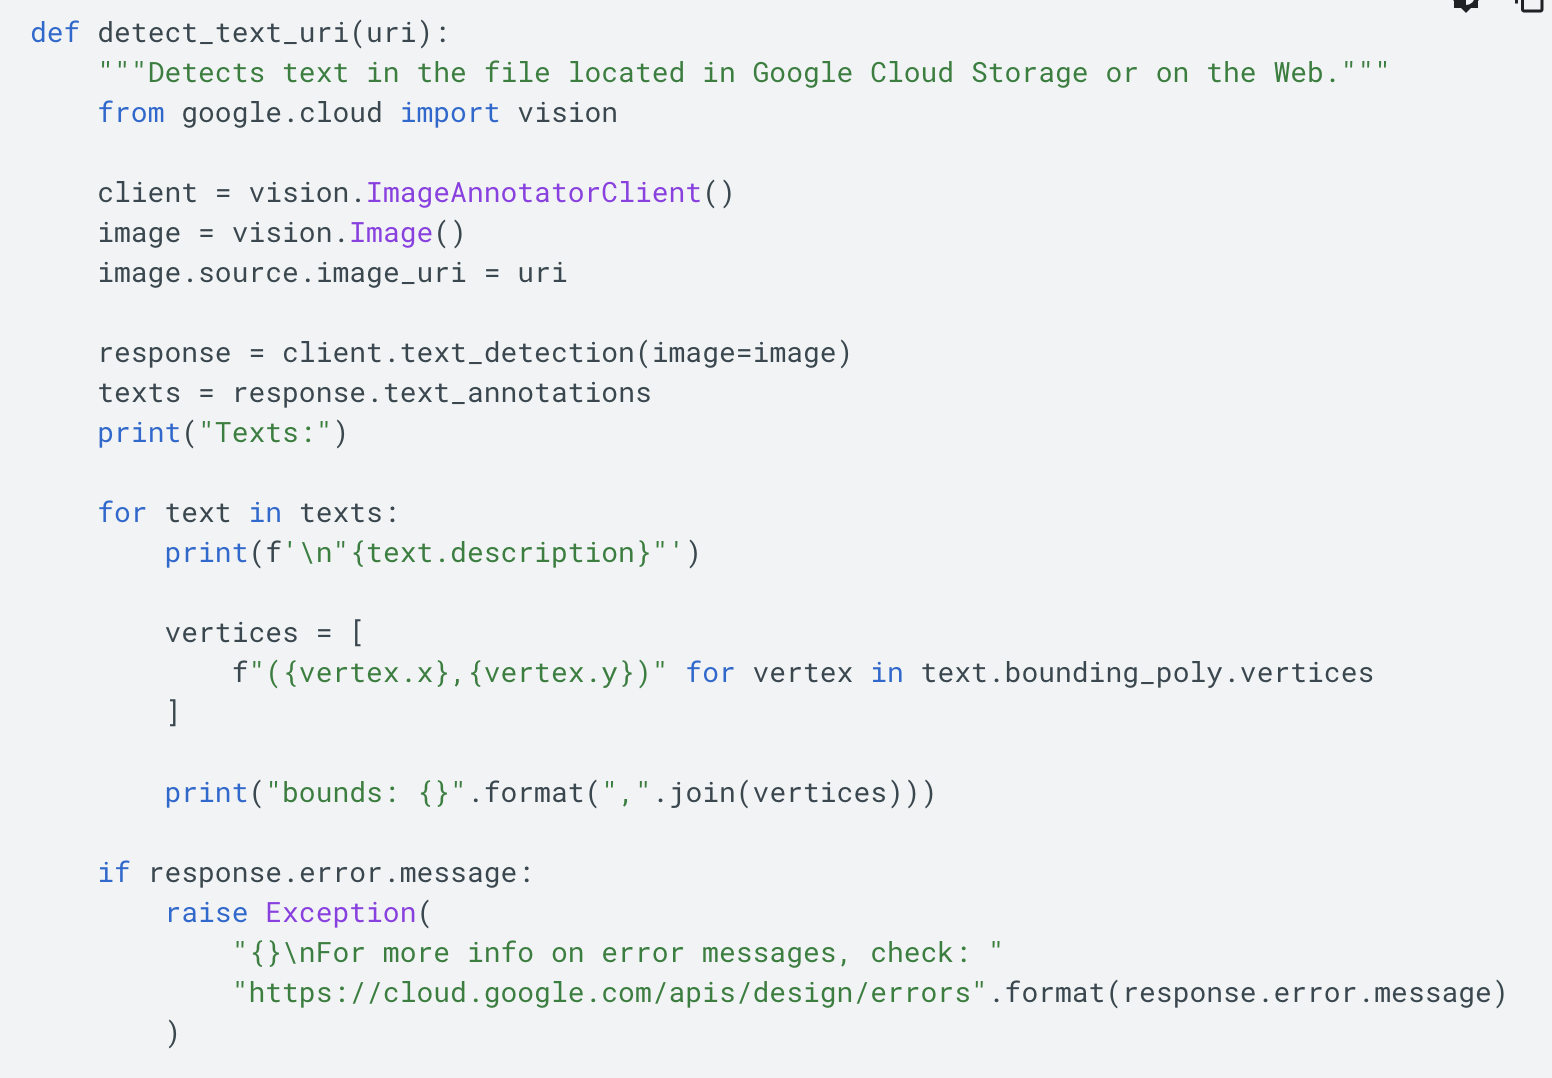 def detect_text_uri(uri):
    """Detects text in the file located in Google Cloud Storage or on the Web."""
    from google.cloud import vision

    client = vision.ImageAnnotatorClient()
    image = vision.Image()
    image.source.image_uri = uri

    response = client.text_detection(image=image)
    texts = response.text_annotations
    print("Texts:")

    for text in texts:
        print(f'\n"{text.description}"')

        vertices = [
            f"({vertex.x},{vertex.y})" for vertex in text.bounding_poly.vertices
        ]

        print("bounds: {}".format(",".join(vertices)))

    if response.error.message:
        raise Exception(
            "{}\nFor more info on error messages, check: "
            "https://cloud.google.com/apis/design/errors".format(response.error.message)
        )